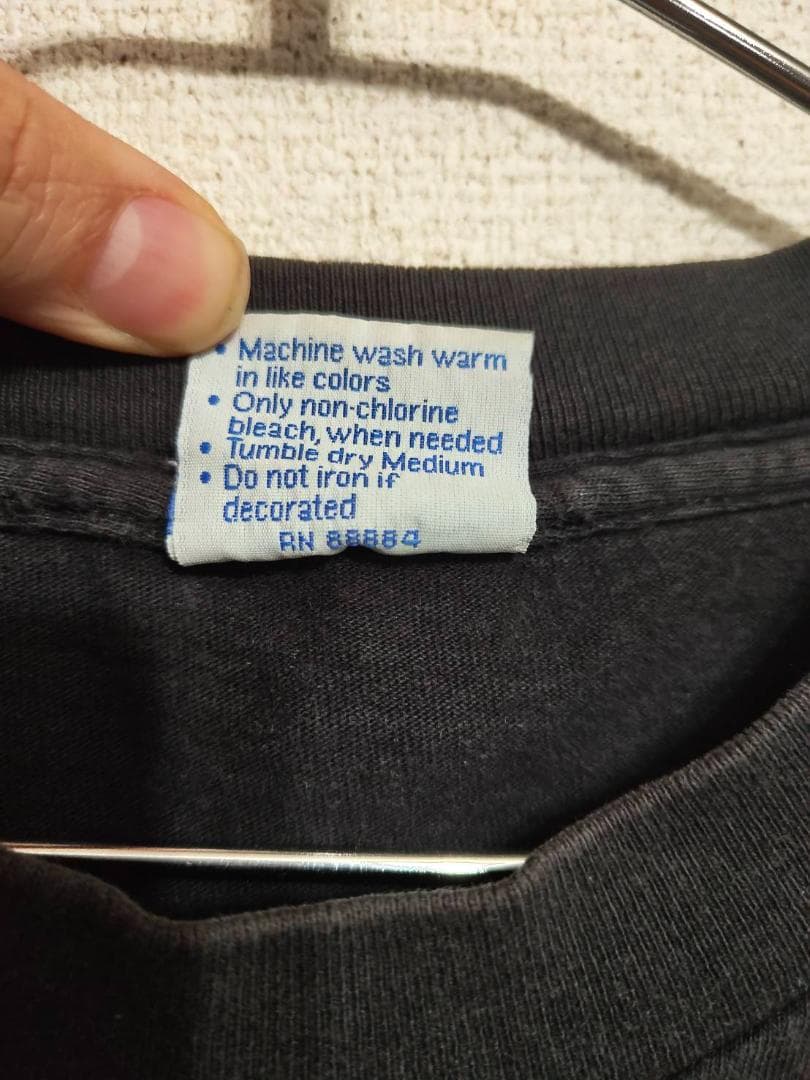 • Machine wash warm
in like colors
• Only non-chlorine
bleach, when needed
• Tumble dry Medium
• Do not iron if
decorated
RN 88884